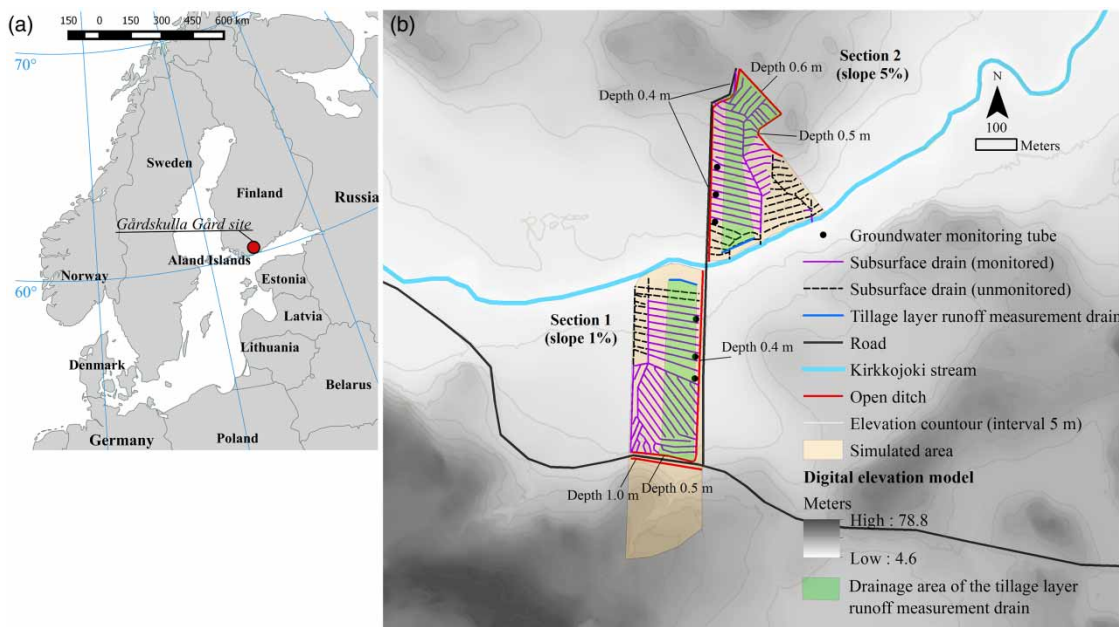 (a)
150 0 150 300 450 600 km
70°
Sweden
Finland
Russia
Gårdskulla Gård site
Norway
Aland-Islands
60°
Estonia
Latvia
Lithuania
Denmark
Belarus
Germany
Poland
(b)
Section 2
(slope 5%)
Depth 0.6 m
Depth 0.4 m
Depth 0.5 m
N
100
Meters
Section 1
(slope 1%)
Depth 0.4 m
Depth 1.0 m
Depth 0.5 m
Groundwater monitoring tube
Subsurface drain (monitored)
Subsurface drain (unmonitored)
Tillage layer runoff measurement drain
Road
Kirkkojoki stream
Open ditch
Elevation countour (interval 5 m)
Simulated area
Digital elevation model
Meters
High : 78.8
Low : 4.6
Drainage area of the tillage layer
runoff measurement drain